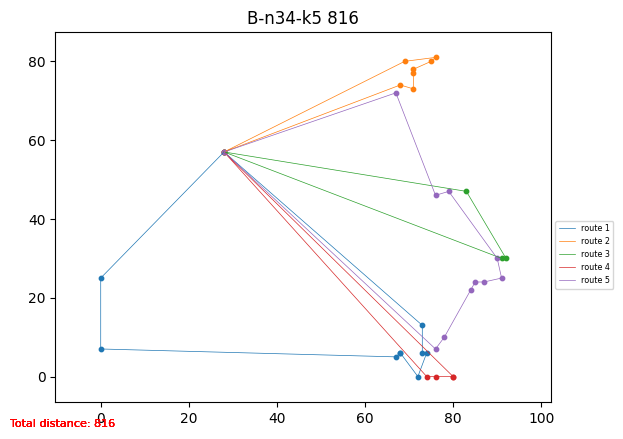 B-n34-k5 816
80
60
40
20
0
0 20 40 60 80 100
route 1
route 2
route 3
route 4
route 5
Total distance: 816